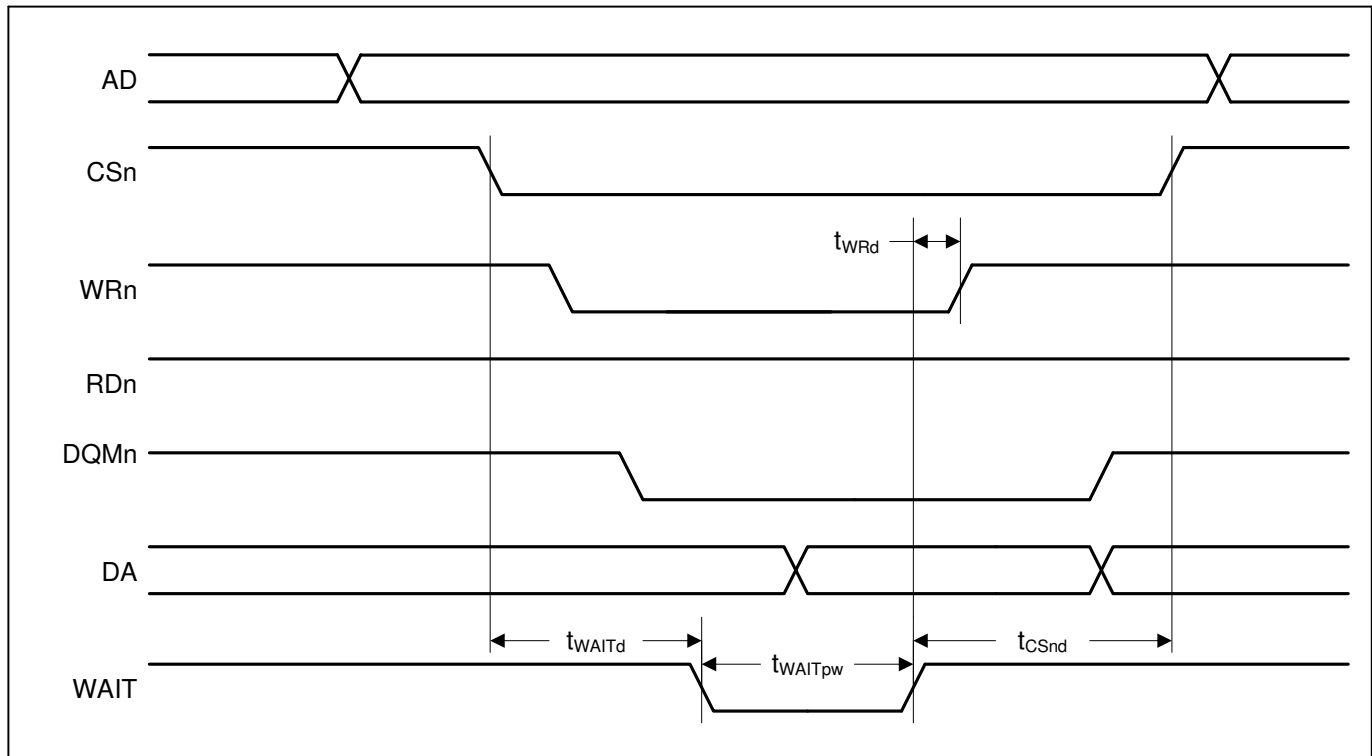 AD
CSn
tWRd
WRn
RDn
DQMn
DA
tWAITd
tCSnd
tWAITpw
WAIT